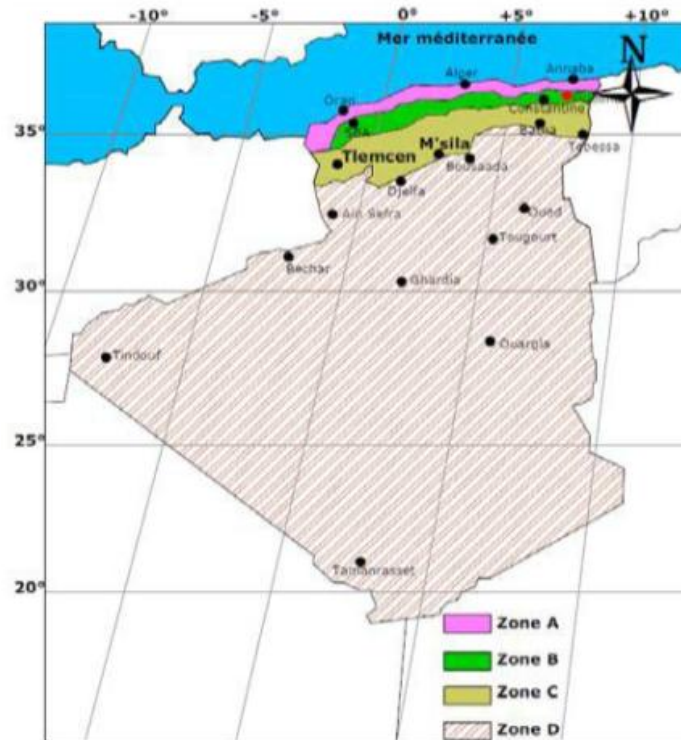 -10°
-5°
0°
+5°
+10°
Mer méditerranée
N
Alger
Annaba
Oran
Constantine
35°
Batna
Tebessa
Tlemcen
M'sila
Bousaada
Djelfa
Ain Sefra
Oued
Tougourt
Bechar
30°
Ghardia
Ouargla
Tindouf
25°
Tamanrasset
20°
Zone A
Zone B
Zone C
Zone D